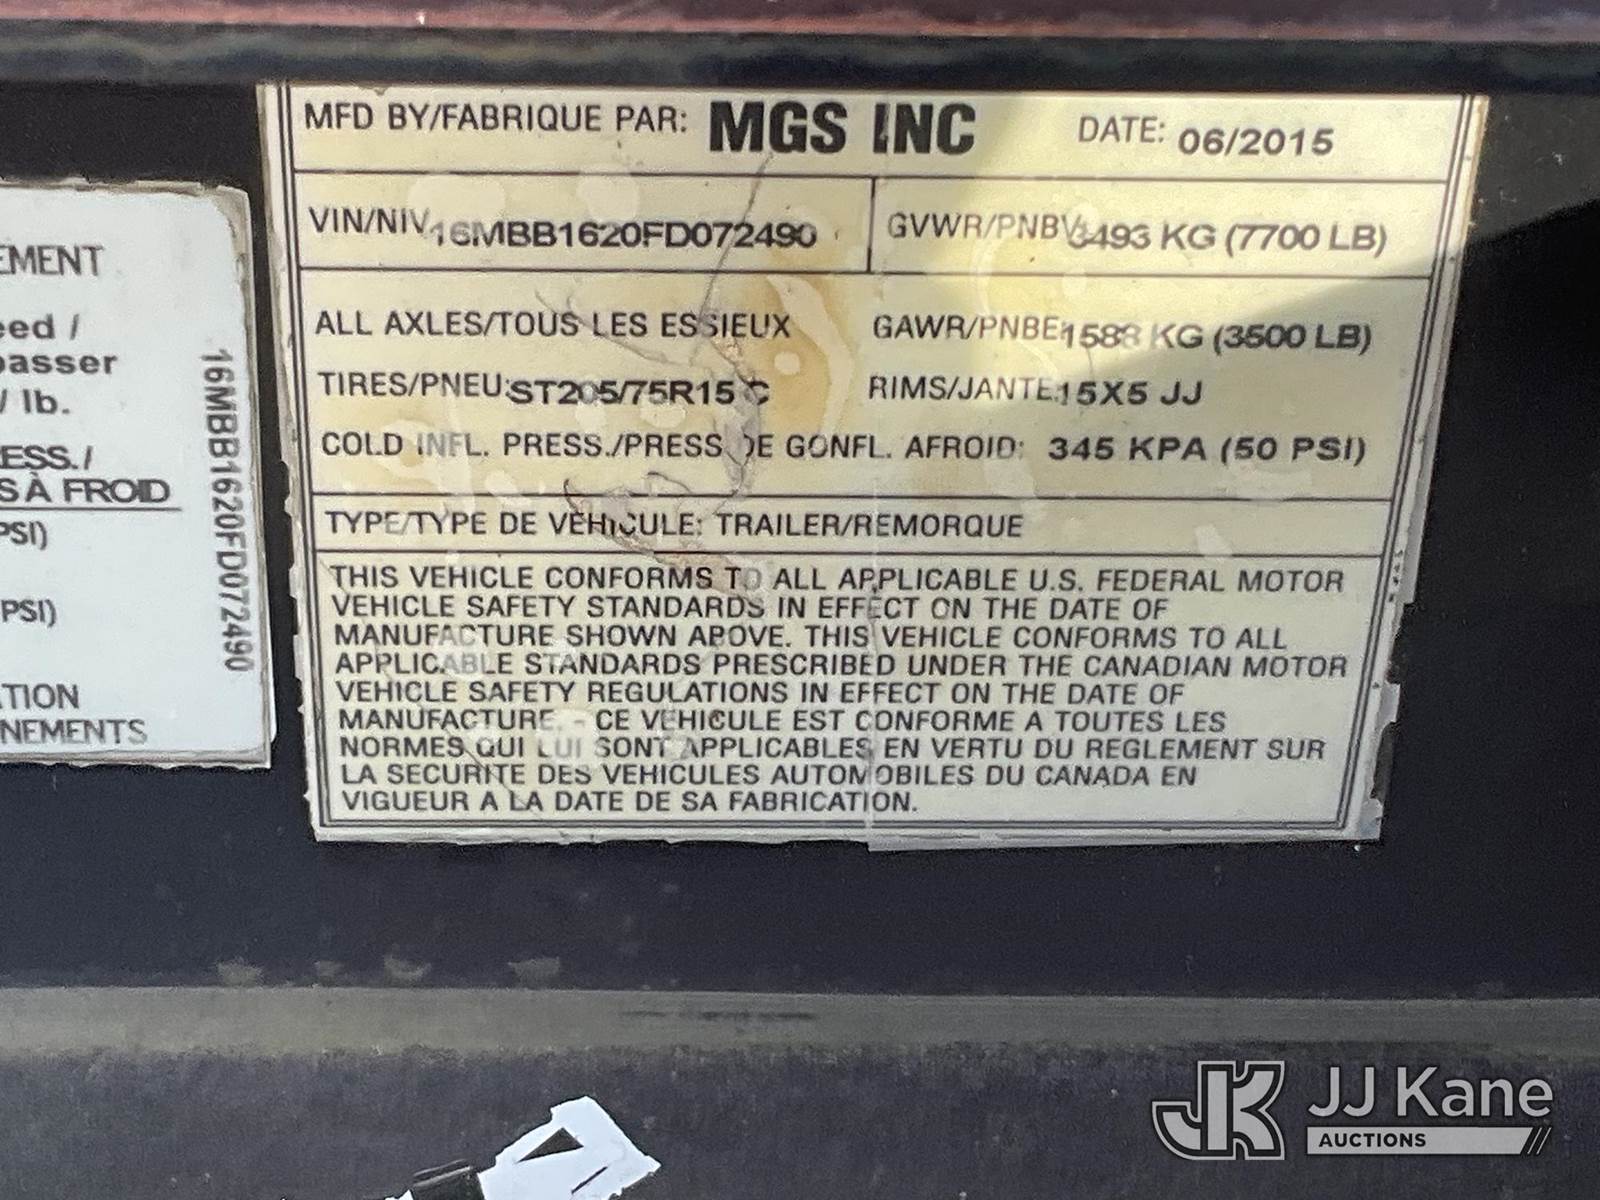 MFD BY/FABRIQUE PAR: MGS INC DATE: 06/2015
VIN/NIV 16MBB1620FD072490 GVWR/PNBV 3493 KG (7700 LB)
ALL AXLES/TOUS LES ESSIEUX GAWR/PNBE: 1588 KG (3500 LB)
TIRES/PNEU: ST205/75R15 C RIMS/JANTE: 15X5 JJ
COLD INFL. PRESS./PRESS DE GONFL. AFROID: 345 KPA (50 PSI)
TYPE/TYPE DE VEHICULE: TRAILER/REMORQUE
THIS VEHICLE CONFORMS TO ALL APPLICABLE U.S. FEDERAL MOTOR
VEHICLE SAFETY STANDARDS IN EFFECT ON THE DATE OF
MANUFACTURE SHOWN ABOVE. THIS VEHICLE CONFORMS TO ALL
APPLICABLE STANDARDS PRESCRIBED UNDER THE CANADIAN MOTOR
VEHICLE SAFETY REGULATIONS IN EFFECT ON THE DATE OF
MANUFACTURE. - CE VEHICULE EST CONFORME A TOUTES LES
NORMES QUI LUI SONT APPLICABLES EN VERTU DU REGLEMENT SUR
LA SECURITE DES VEHICULES AUTOMOBILES DU CANADA EN
VIGUEUR A LA DATE DE SA FABRICATION.
EMENT
eed /
passer
/ lb.
ESS./
S À FROID
PSI)
PSI)
TION
NEMENTS
16MBB1620FD072490
JK JJ Kane
AUCTIONS